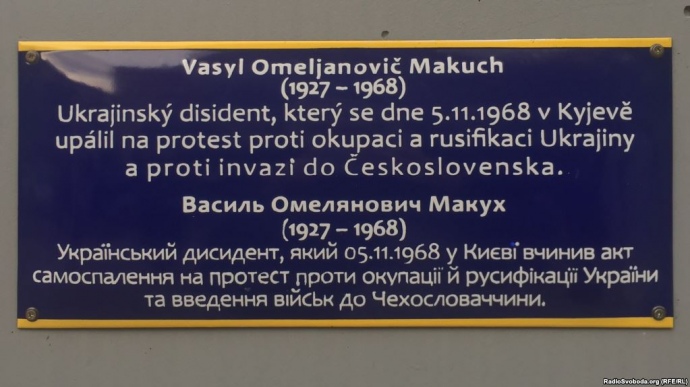 Vasyl Omeljanovič Makuch
(1927 – 1968)
Ukrajinský disident, který se dne 5.11.1968 v Kyjevě
upálil na protest proti okupaci a rusifikaci Ukrajiny
a proti invazi do Československa.
Василь Омелянович Макух
(1927 – 1968)
Український дисидент, який 05.11.1968 у Києві вчинив акт
самоспалення на протест проти окупації й русифікації України
та введення військ до Чехословаччини.
RadioSvoboda.org (RFE/RL)